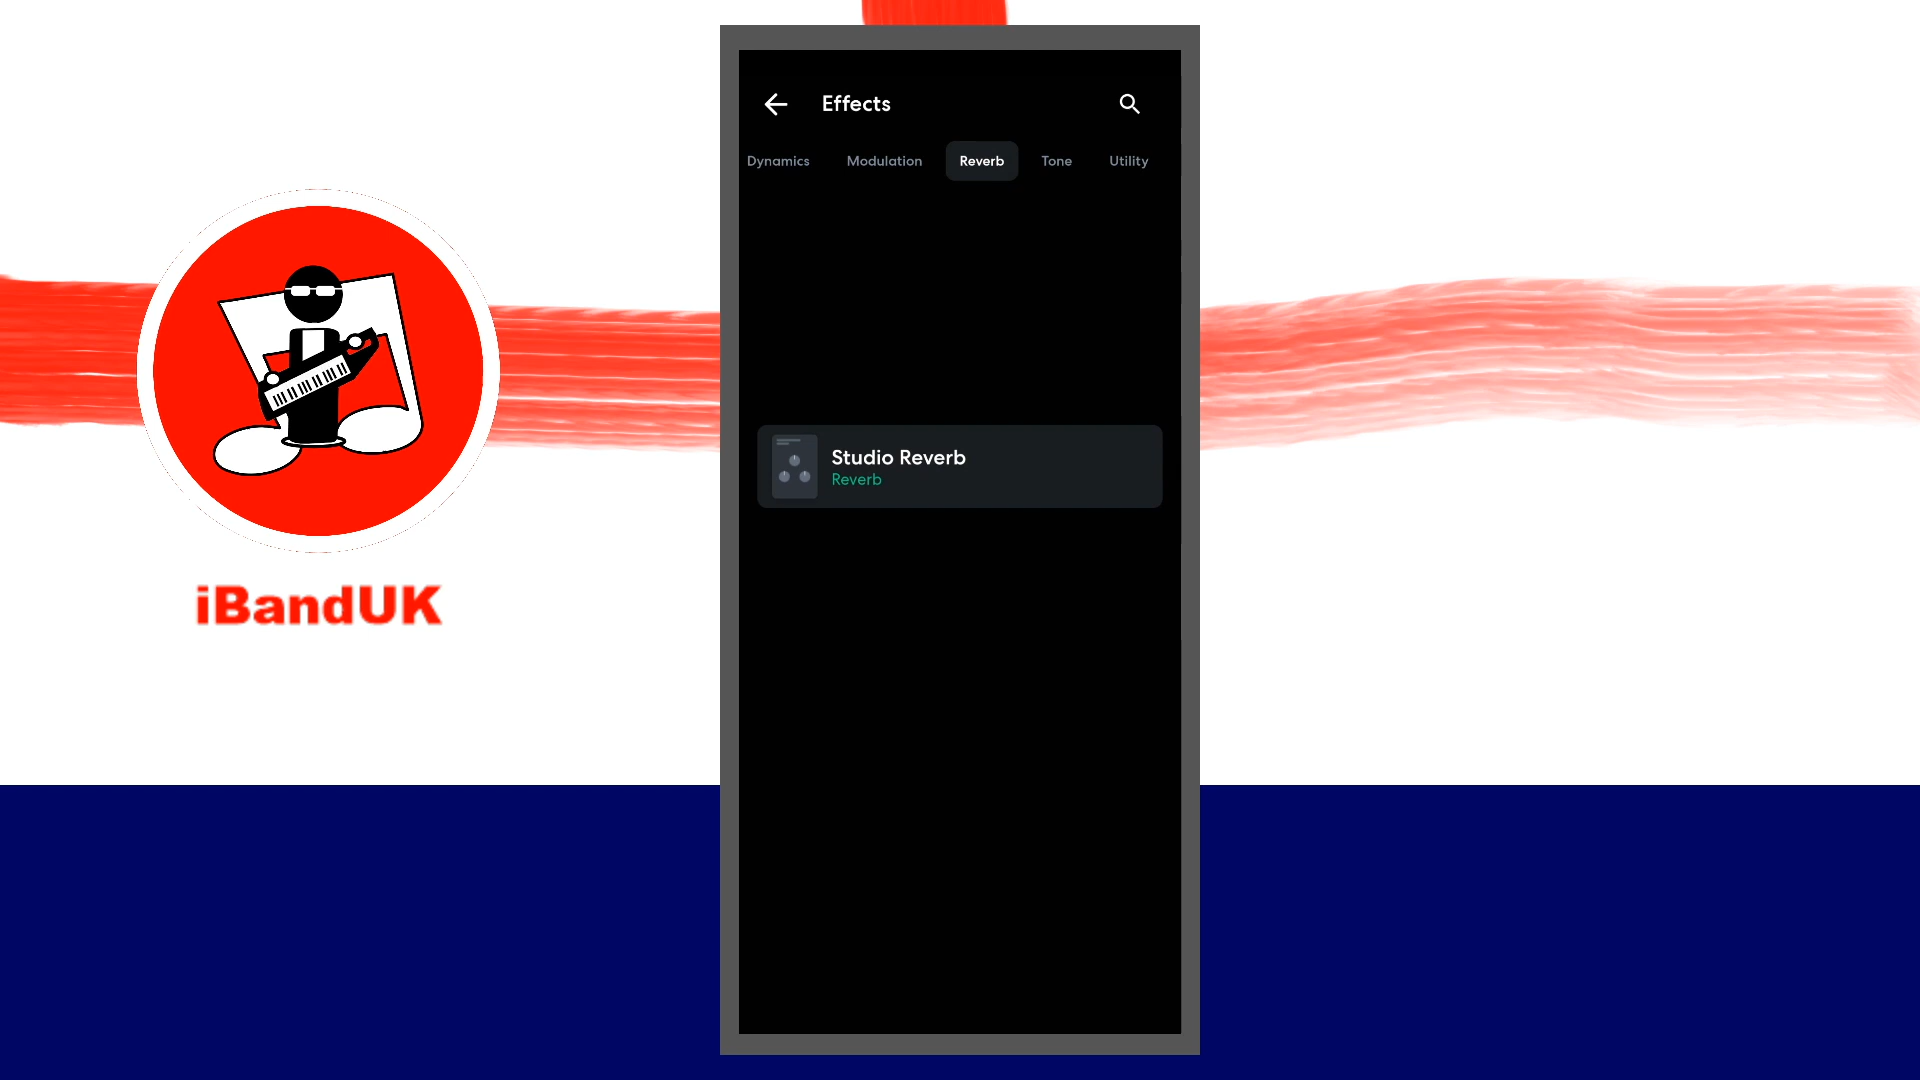 Effects
Dynamics Modulation Reverb Tone Utility
Studio Reverb
Reverb
iBandUK